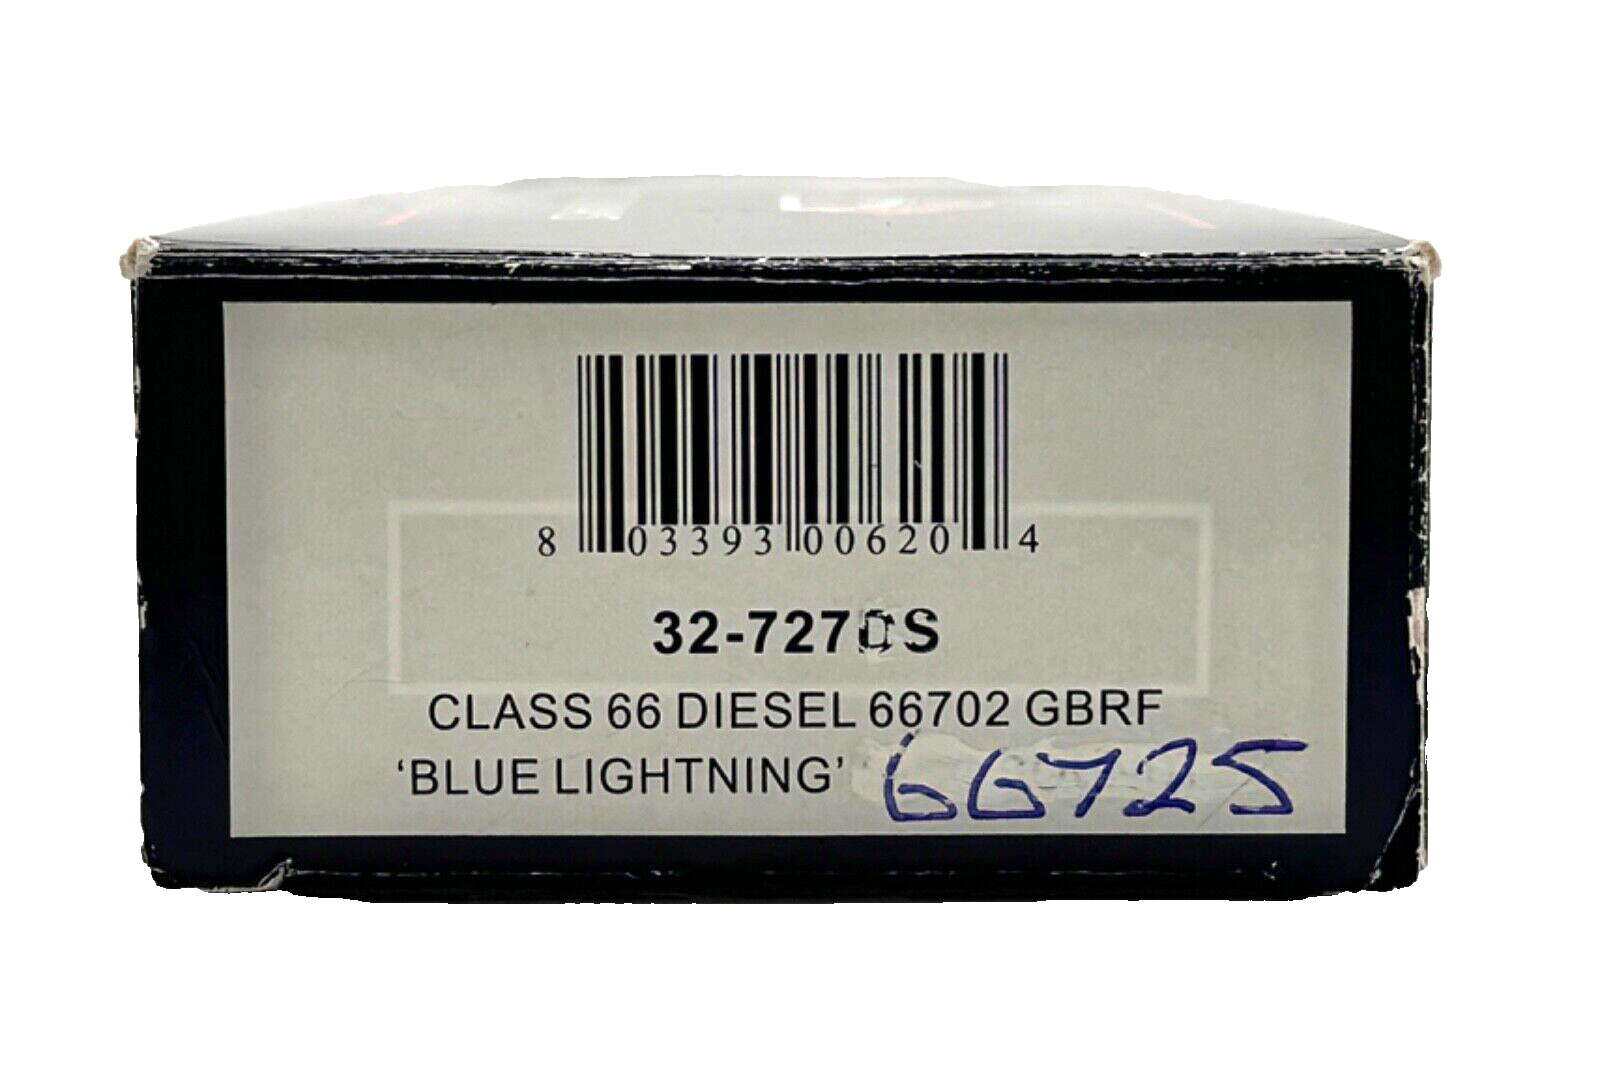 8 03393 00620 4
32-727 S
CLASS 66 DIESEL 66702 GBRF
‘BLUE LIGHTNING’ 66725